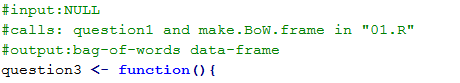 #input:NULL
#calls: question1 and make.BoW.frame in "01.R"
#output:bag-of-words data-frame
question3 <- function(){